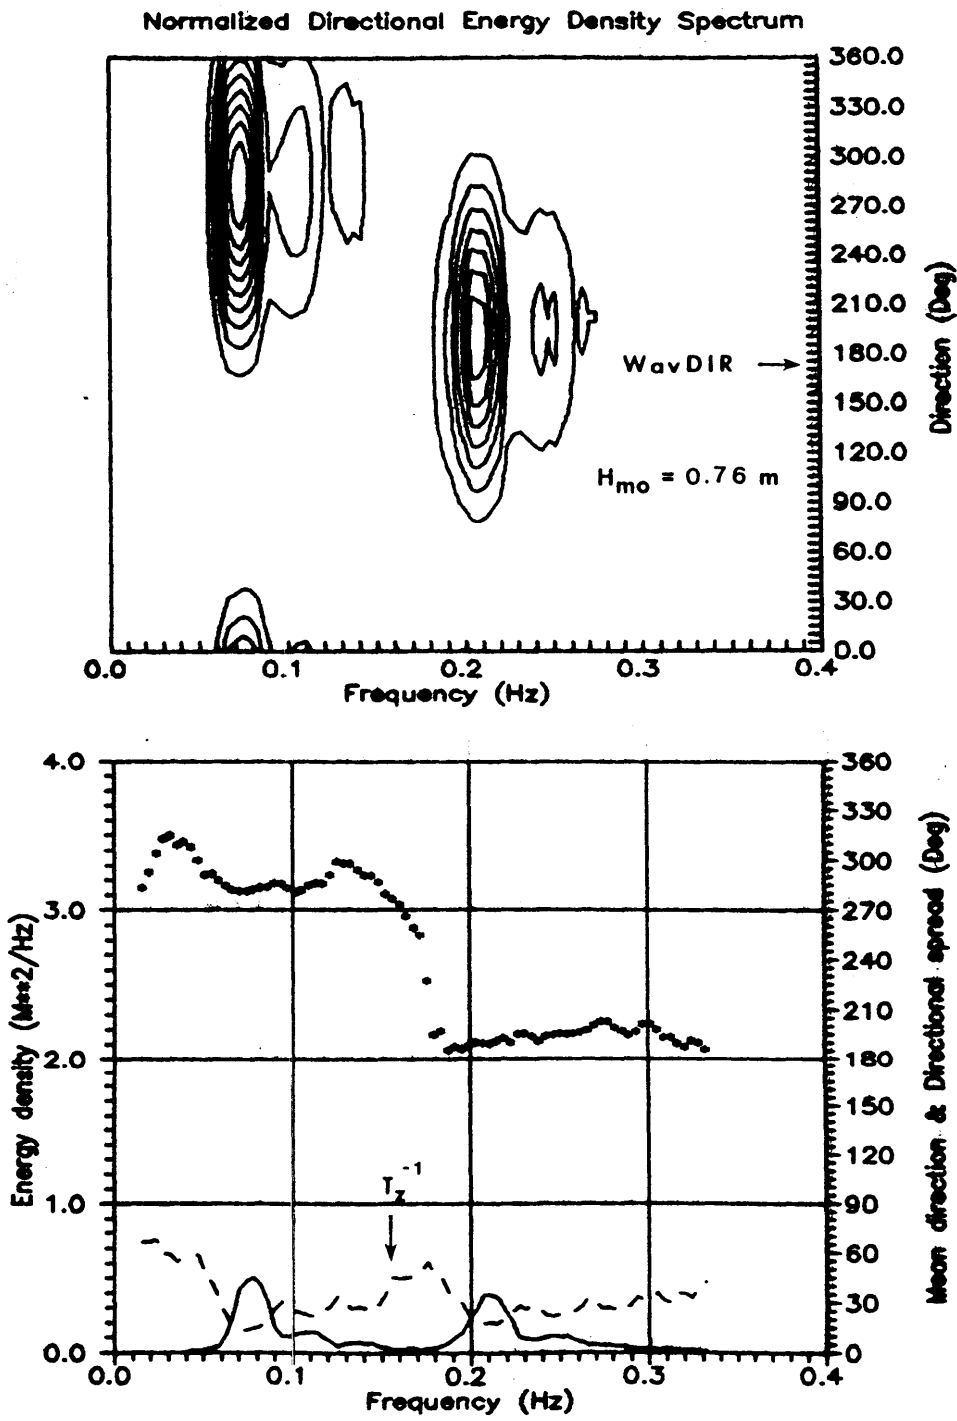 Normalized Directional Energy Density Spectrum
360.0
330.0
300.0
270.0
240.0
210.0
180.0
150.0
120.0
90.0
60.0
30.0
0.0
Direction (Deg)
WavDIR
Hmo = 0.76 m
0.0 0.1 0.2 0.3 0.4
Frequency (Hz)
4.0
3.0
2.0
1.0
0.0
Energy density (M**2/Hz)
Tz-1
360
330
300
270
240
210
180
150
120
90
60
30
0
Mean direction & Directional spread (Deg)
0.1 0.2 0.3 0.4
Frequency (Hz)